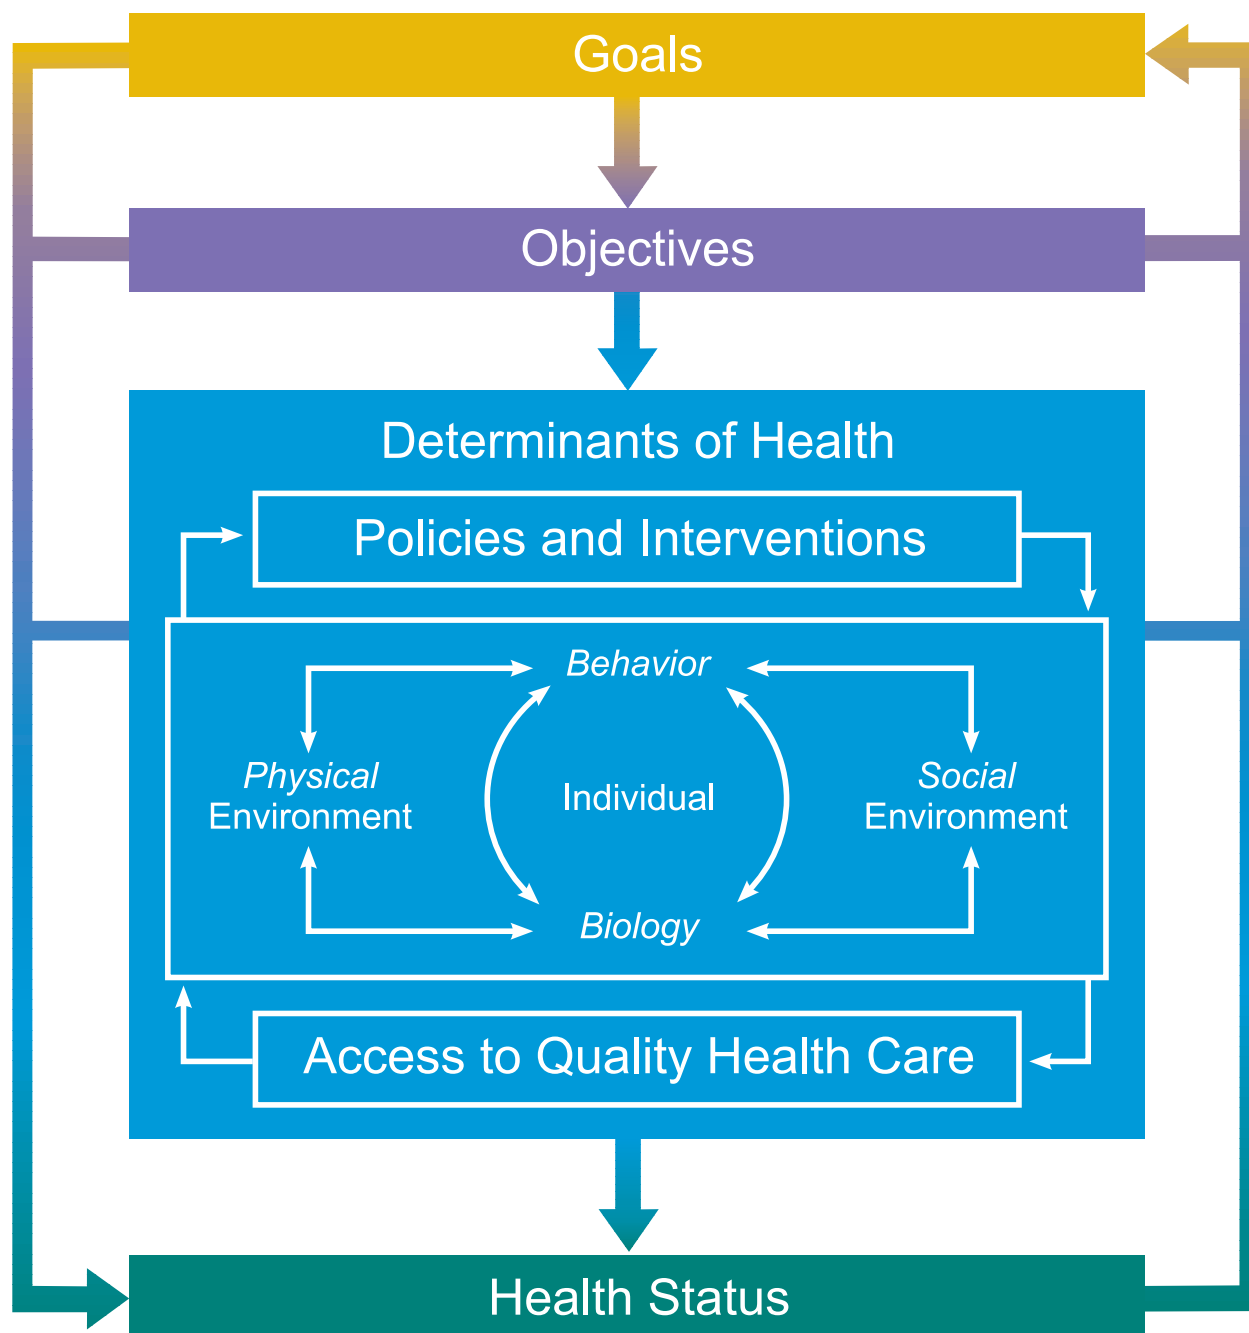 Goals
Objectives
Determinants of Health
Policies and Interventions
Behavior
Physical
Environment
Individual
Social
Environment
Biology
Access to Quality Health Care
Health Status